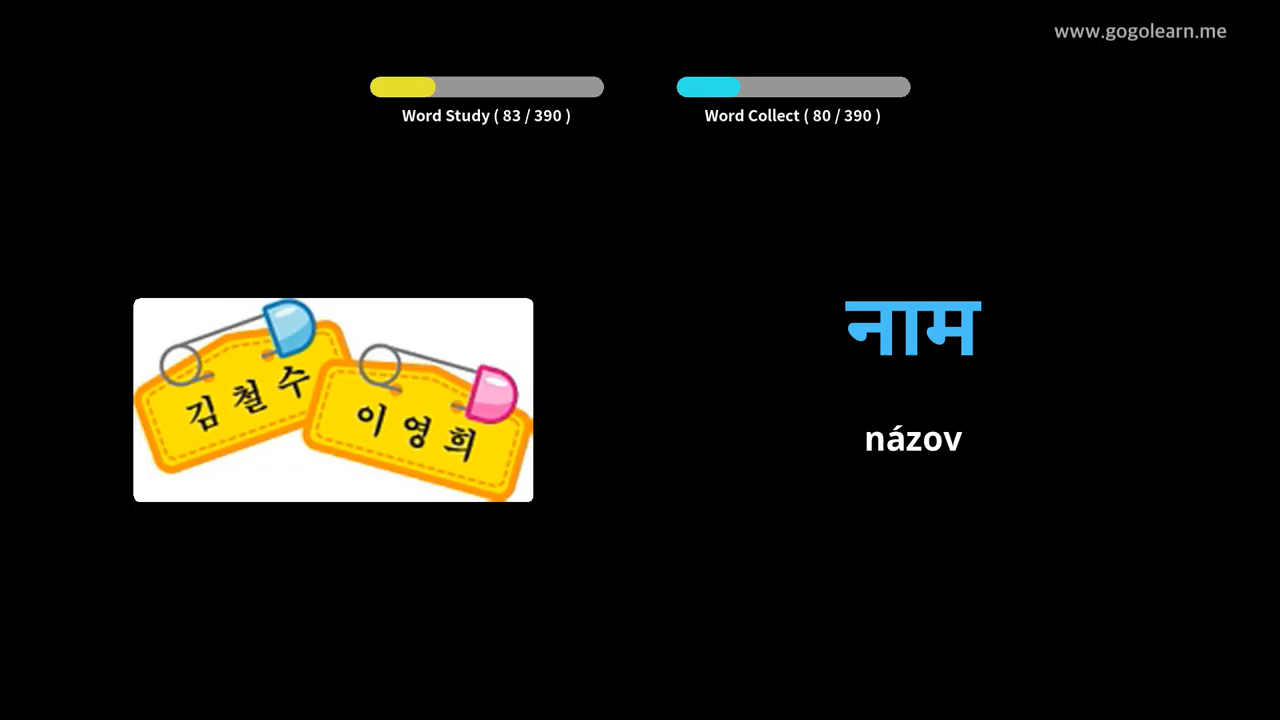 www.gogolearn.me
Word Study ( 83 / 390 )
Word Collect ( 80 / 390 )
김철수
이영희
नाम
názov